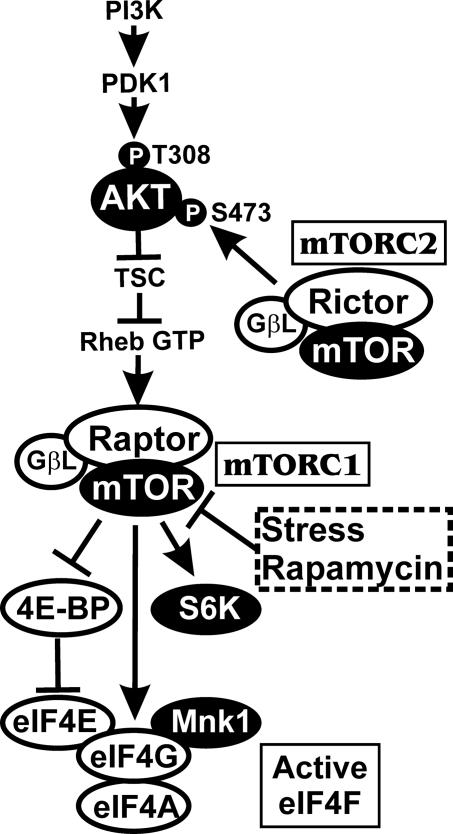 PI3K
PDK1
P T308
AKT
P S473
mTORC2
TSC
Rictor
GβL
mTOR
Rheb GTP
Raptor
GβL
mTORC1
mTOR
Stress
Rapamycin
4E-BP
S6K
eIF4E
Mnk1
eIF4G
Active
eIF4F
eIF4A